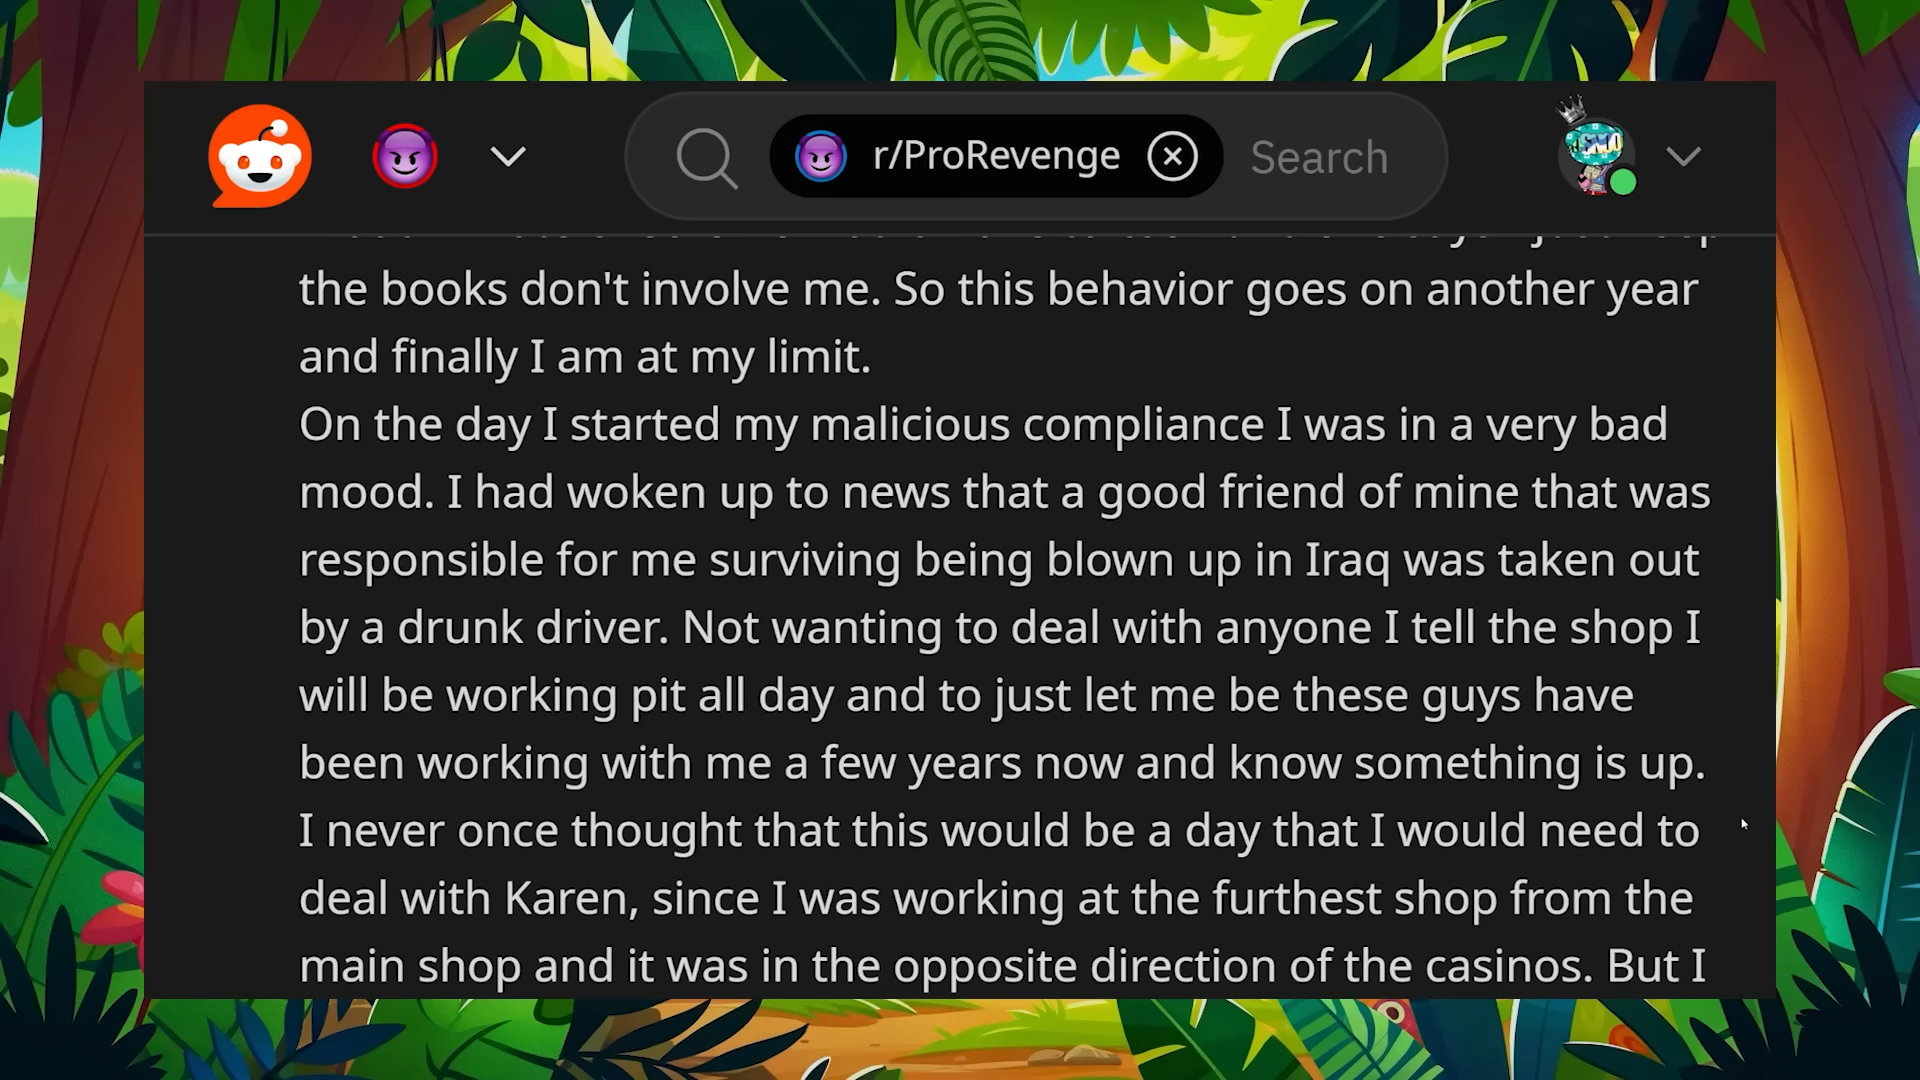 r/ProRevenge
Search
the books don't involve me. So this behavior goes on another year
and finally I am at my limit.
On the day I started my malicious compliance I was in a very bad
mood. I had woken up to news that a good friend of mine that was
responsible for me surviving being blown up in Iraq was taken out
by a drunk driver. Not wanting to deal with anyone I tell the shop I
will be working pit all day and to just let me be these guys have
been working with me a few years now and know something is up.
I never once thought that this would be a day that I would need to
deal with Karen, since I was working at the furthest shop from the
main shop and it was in the opposite direction of the casinos. But I